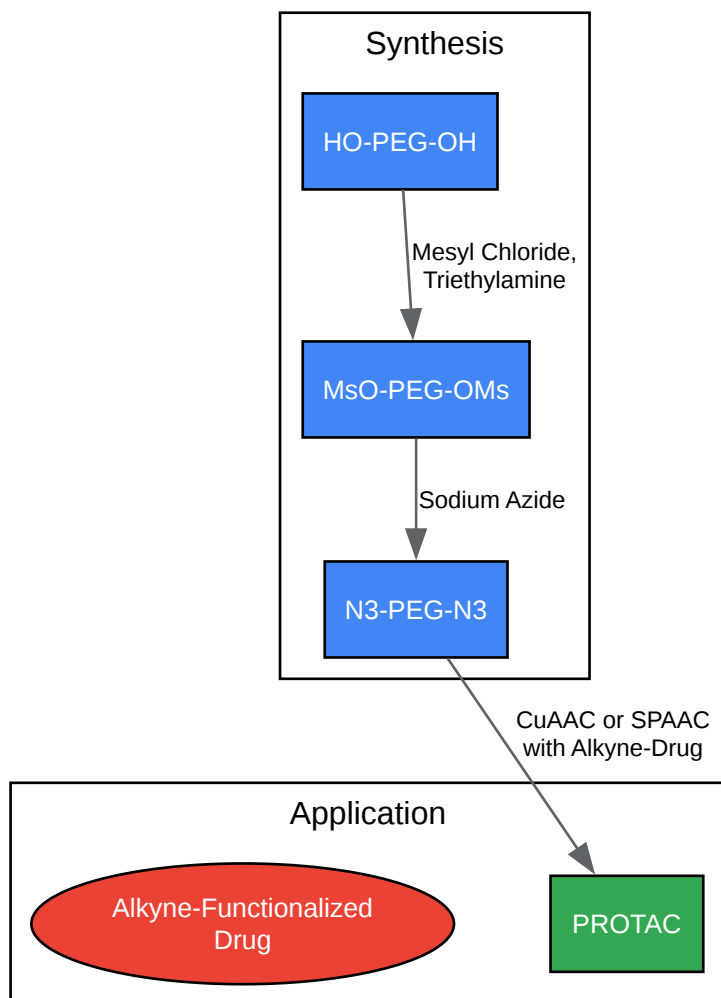 Synthesis
HO-PEG-OH
Mesyl Chloride,
Triethylamine
MsO-PEG-OMs
Sodium Azide
N3-PEG-N3
CuAAC or SPAAC
with Alkyne-Drug
Application
Alkyne-Functionalized
Drug
PROTAC